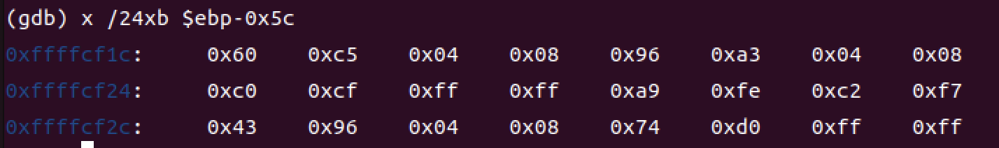 (gdb) x /24xb $ebp-0x5c
0xffffcf1c: 0x60 0xc5 0x04 0x08 0x96 0xa3 0x04 0x08
0xffffcf24: 0xc0 0xcf 0xff 0xff 0xa9 0xfe 0xc2 0xf7
0xffffcf2c: 0x43 0x96 0x04 0x08 0x74 0xd0 0xff 0xff